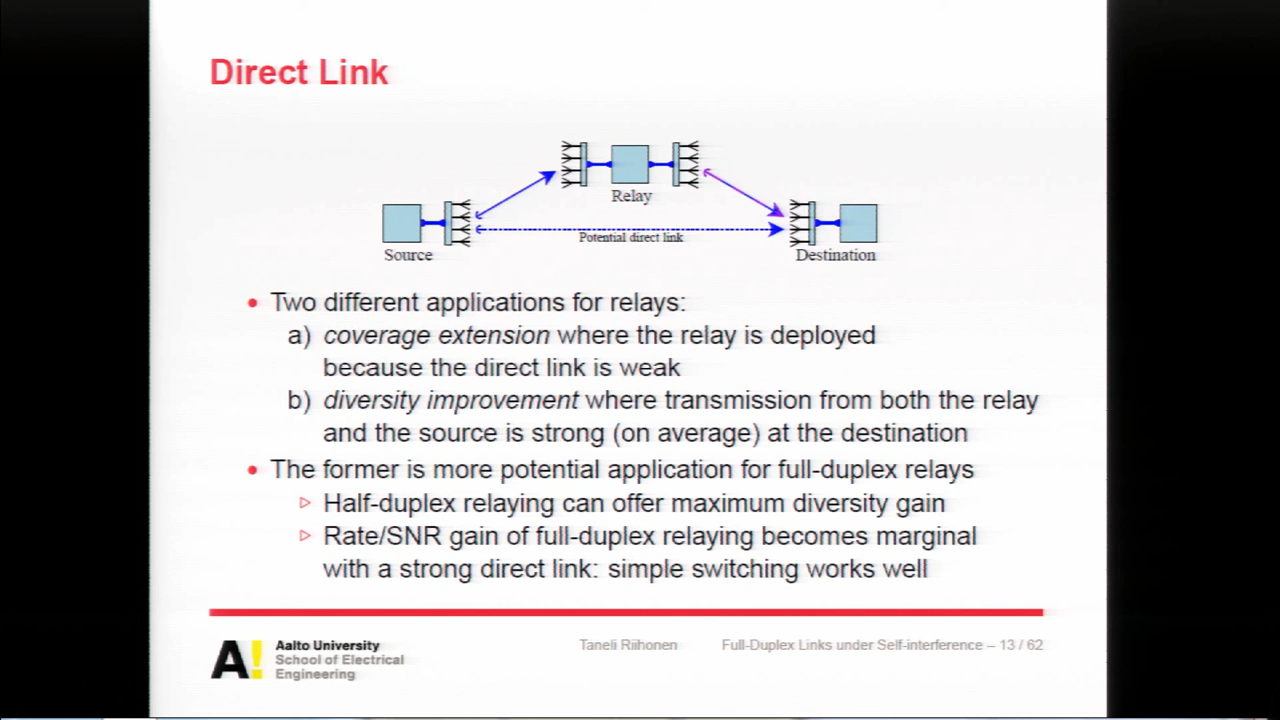 Direct Link
Relay
Potential direct link
Source
Destination
• Two different applications for relays:
a) coverage extension where the relay is deployed
because the direct link is weak
b) diversity improvement where transmission from both the relay
and the source is strong (on average) at the destination
• The former is more potential application for full-duplex relays
▷ Half-duplex relaying can offer maximum diversity gain
▷ Rate/SNR gain of full-duplex relaying becomes marginal
with a strong direct link: simple switching works well
A!
Aalto University
School of Electrical
Engineering
Taneli Riihonen
Full-Duplex Links under Self-interference – 13 / 62